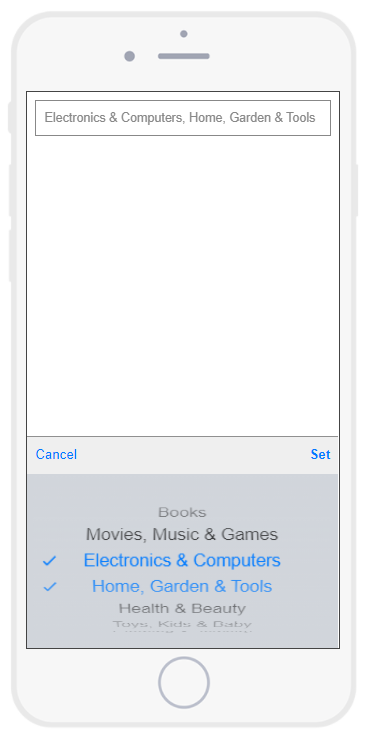 Electronics & Computers, Home, Garden & Tools
Cancel
Set
Books
Movies, Music & Games
Electronics & Computers
Home, Garden & Tools
Health & Beauty
Toys, Kids & Baby